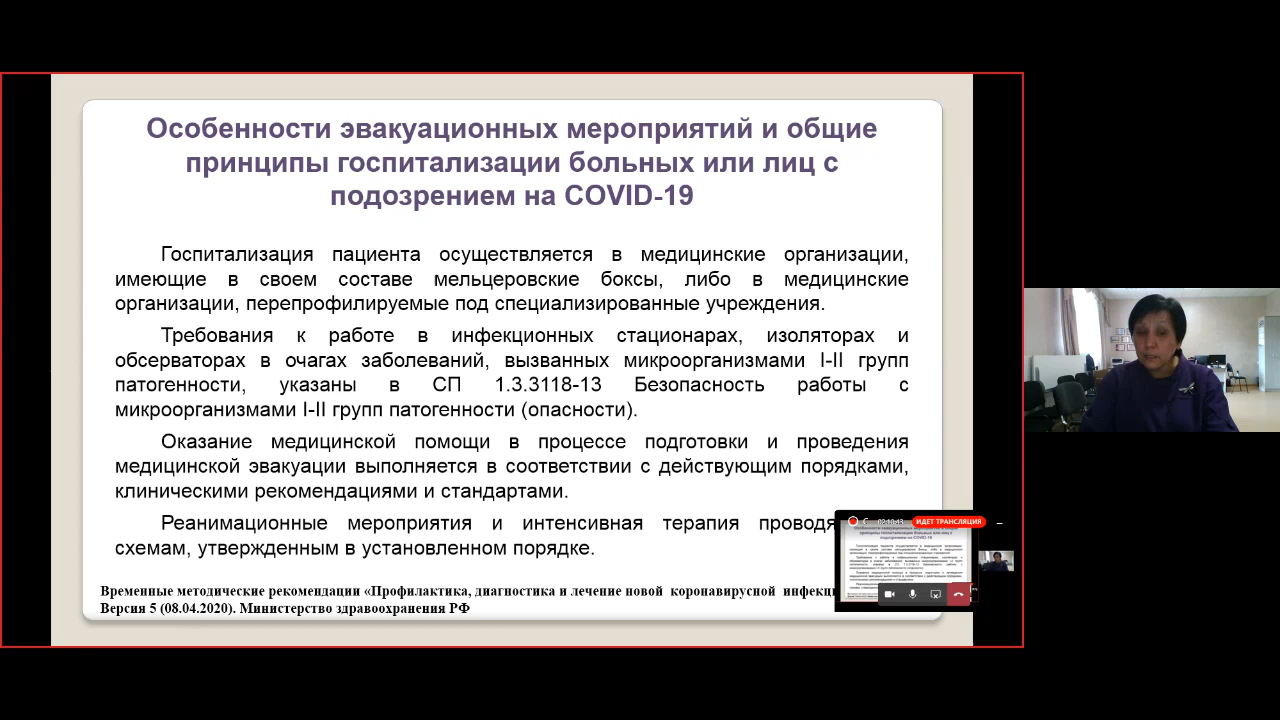 Особенности эвакуационных мероприятий и общие
принципы госпитализации больных или лиц с
подозрением на COVID-19
Госпитализация пациента осуществляется в медицинские организации,
имеющие в своем составе мельцеровские боксы, либо в медицинские
организации, перепрофилируемые под специализированные учреждения.
Требования к работе в инфекционных стационарах, изоляторах и
обсерваторах в очагах заболеваний, вызванных микроорганизмами I-II групп
патогенности, указаны в СП 1.3.3118-13 Безопасность работы с
микроорганизмами I-II групп патогенности (опасности).
Оказание медицинской помощи в процессе подготовки и проведения
медицинской эвакуации выполняется в соответствии с действующим порядками,
клиническими рекомендациями и стандартами.
Реанимационные мероприятия и интенсивная терапия
схемам, утвержденным в установленном порядке.
Временные методические рекомендации «Профилактика, диагностика и лечение новой коронавирусной
Версия 5 (08.04.2020). Министерство здравоохранения РФ
02:10:43 ИДЕТ ТРАНСЛЯЦИЯ